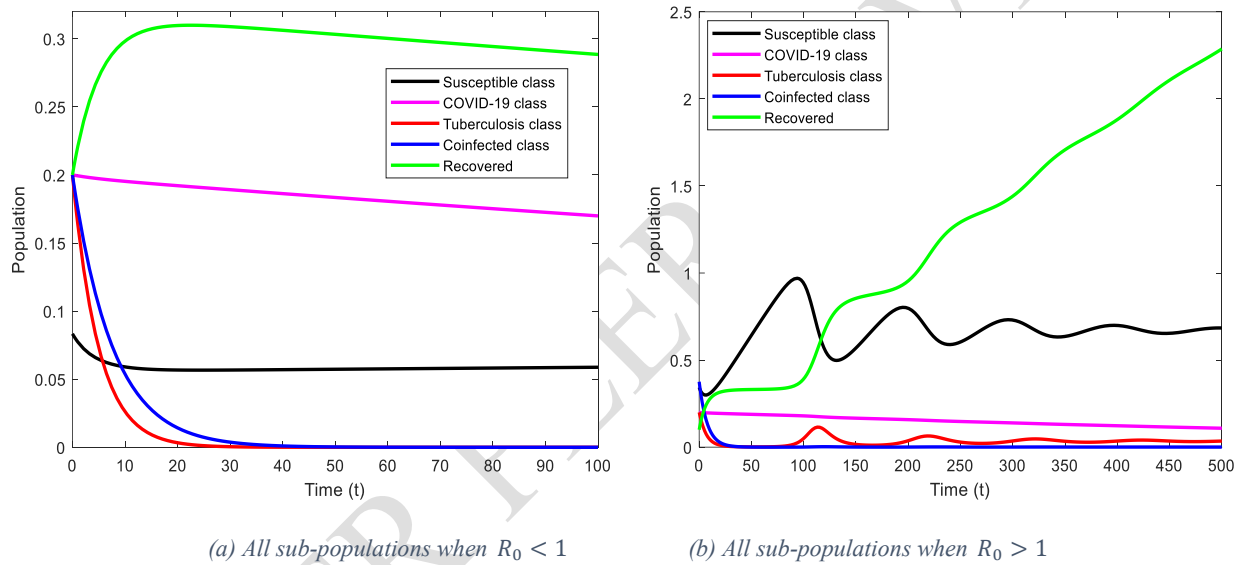 0.3
0.25
0.2
0.15
0.1
0.05
0
Population
Susceptible class
COVID-19 class
Tuberculosis class
Coinfected class
Recovered
0 10 20 30 40 50 60 70 80 90 100
Time (t)
(a) All sub-populations when R₀ < 1
2.5
2
1.5
1
0.5
0
Population
Susceptible class
COVID-19 class
Tuberculosis class
Coinfected class
Recovered
0 50 100 150 200 250 300 350 400 450 500
Time (t)
(b) All sub-populations when R₀ > 1